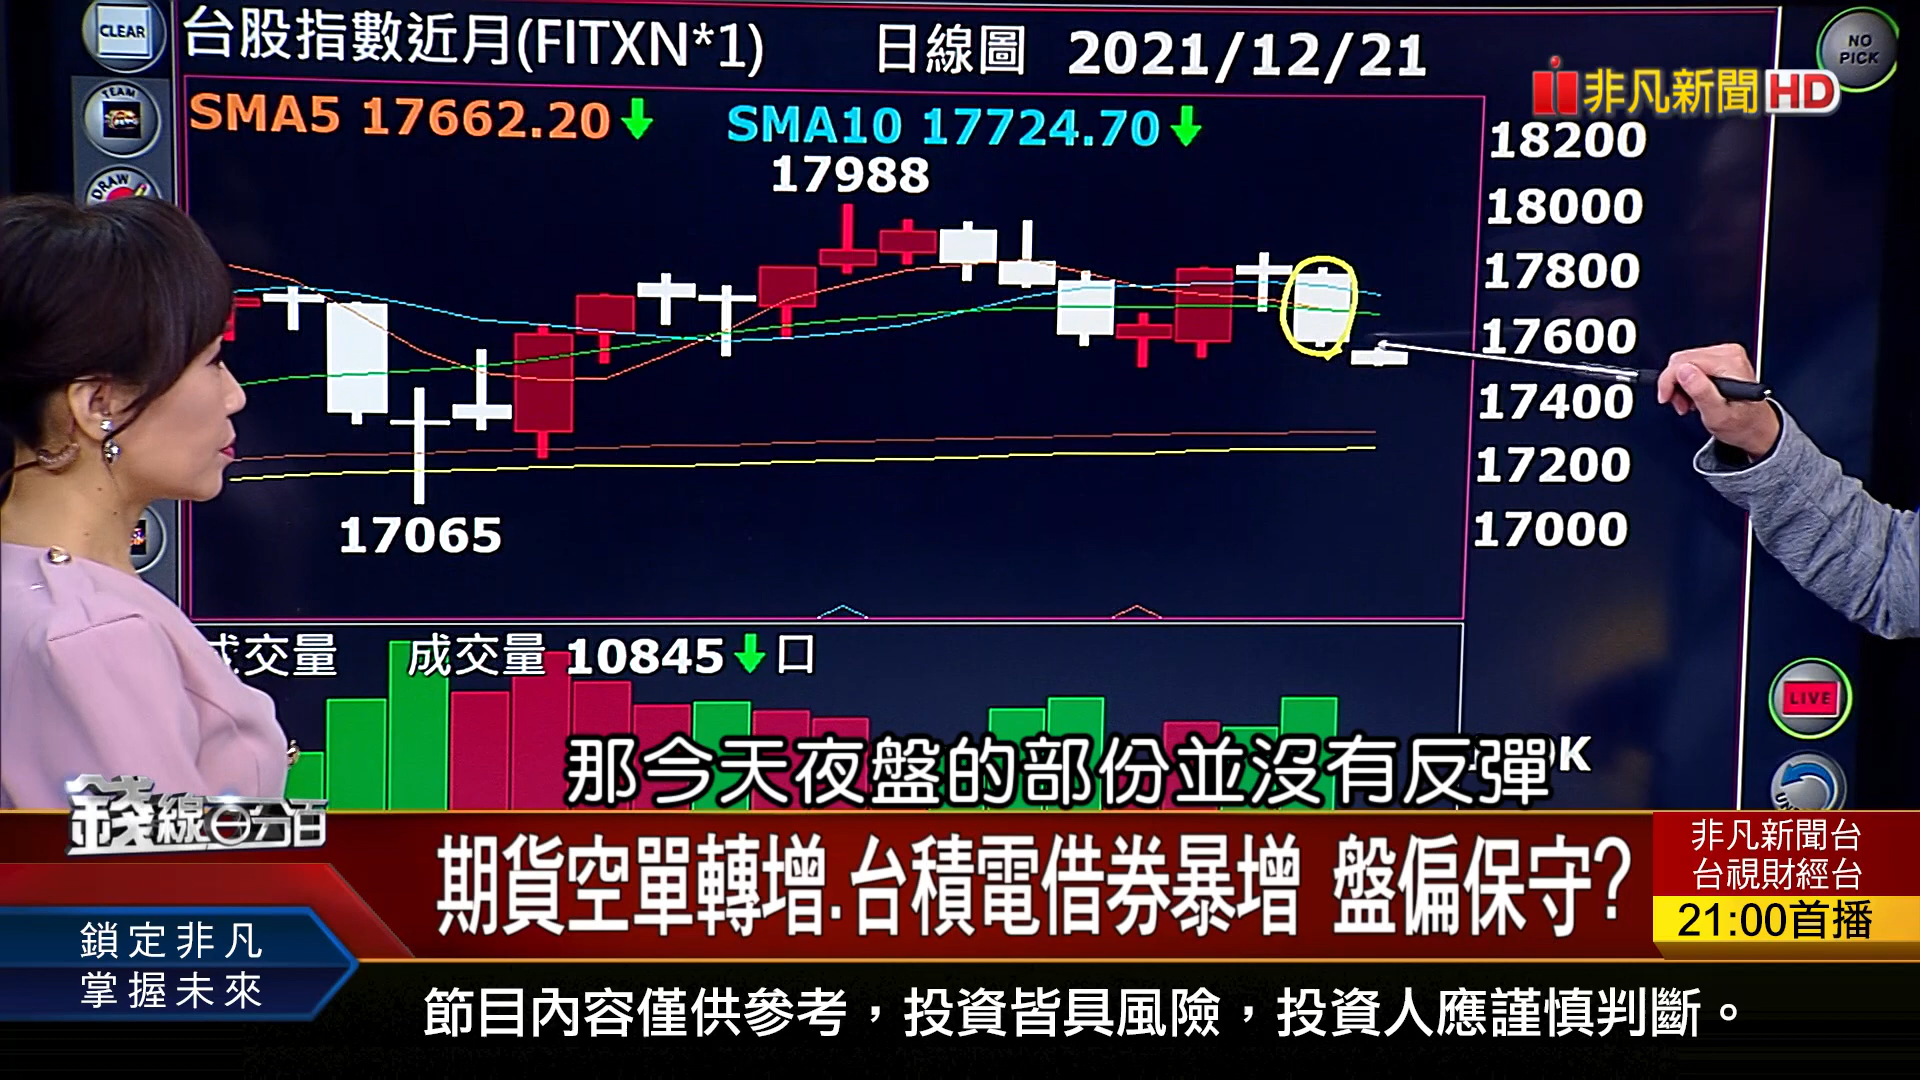 CLEAR
台股指數近月(FITXN*1) 日線圖 2021/12/21
NO PICK
非凡新聞HD
TEAM
SMA5 17662.20 SMA10 17724.70
DRAW
17988
18200
18000
17800
17600
17400
17200
17000
17065
成交量 成交量 10845 口
LIVE
K
那今天夜盤的部份並沒有反彈
錢線百分百
期貨空單轉增.台積電借券暴增 盤偏保守?
非凡新聞台
台視財經台
21:00首播
鎖定非凡
掌握未來
節目內容僅供參考，投資皆具風險，投資人應謹慎判斷。